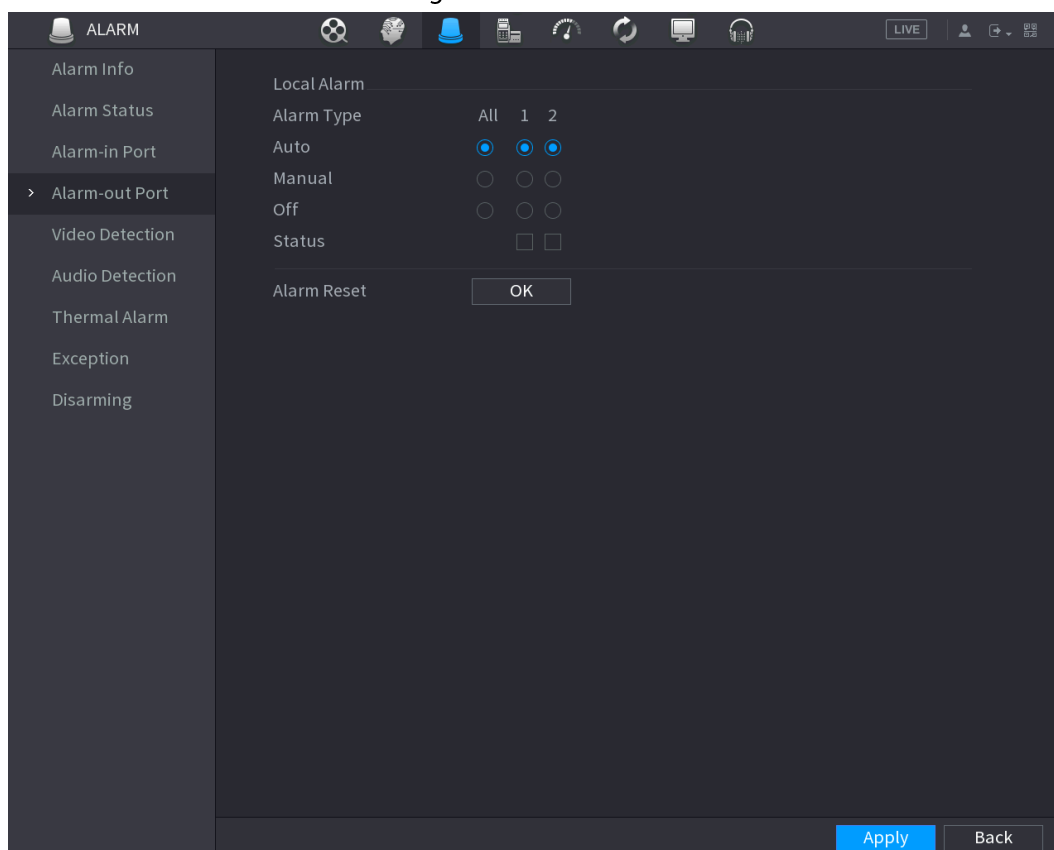 ALARM
LIVE
Alarm Info
Alarm Status
Alarm-in Port
> Alarm-out Port
Video Detection
Audio Detection
Thermal Alarm
Exception
Disarming
Local Alarm
Alarm Type All 1 2
Auto
Manual
Off
Status
Alarm Reset OK
Apply Back